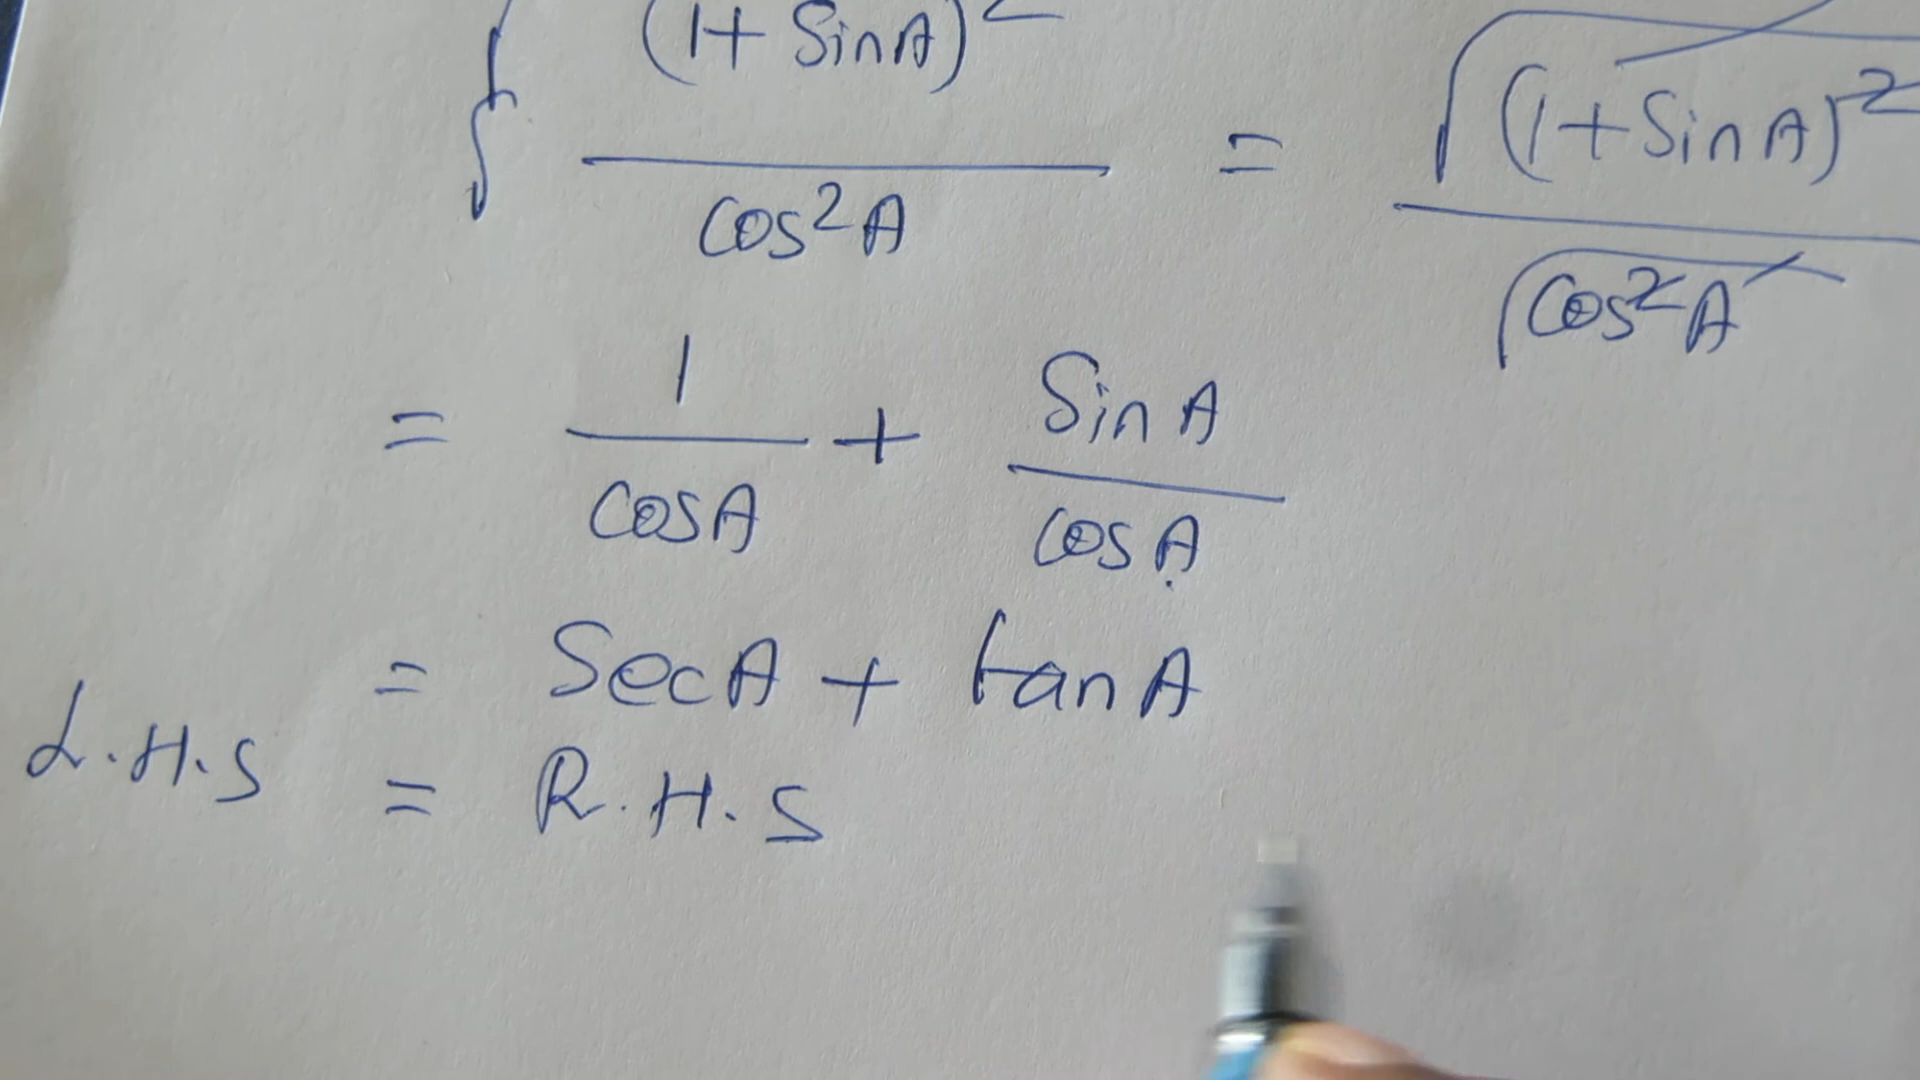 √ (1+ SinA)² / cos²A = √(1+SinA)² / √cos²A
= 1 / cosA + SinA / cosA
= SecA + tanA
L.H.S = R.H.S